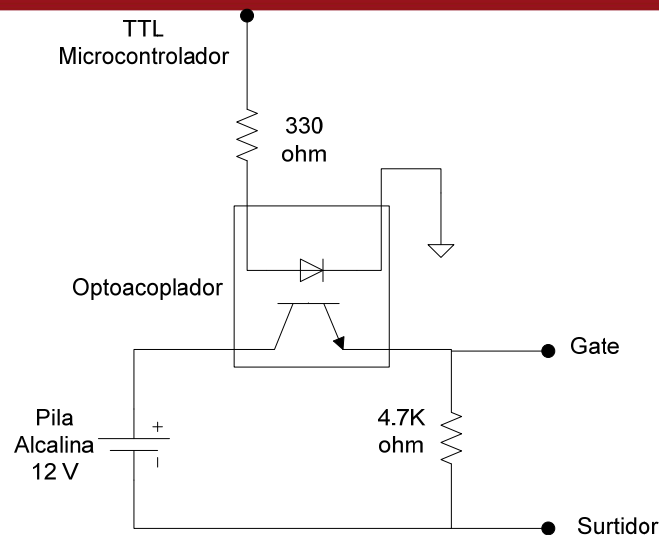 TTL
Microcontrolador
330
ohm
Optoacoplador
Gate
Pila
Alcalina
12 V
+
-
4.7K
ohm
Surtidor